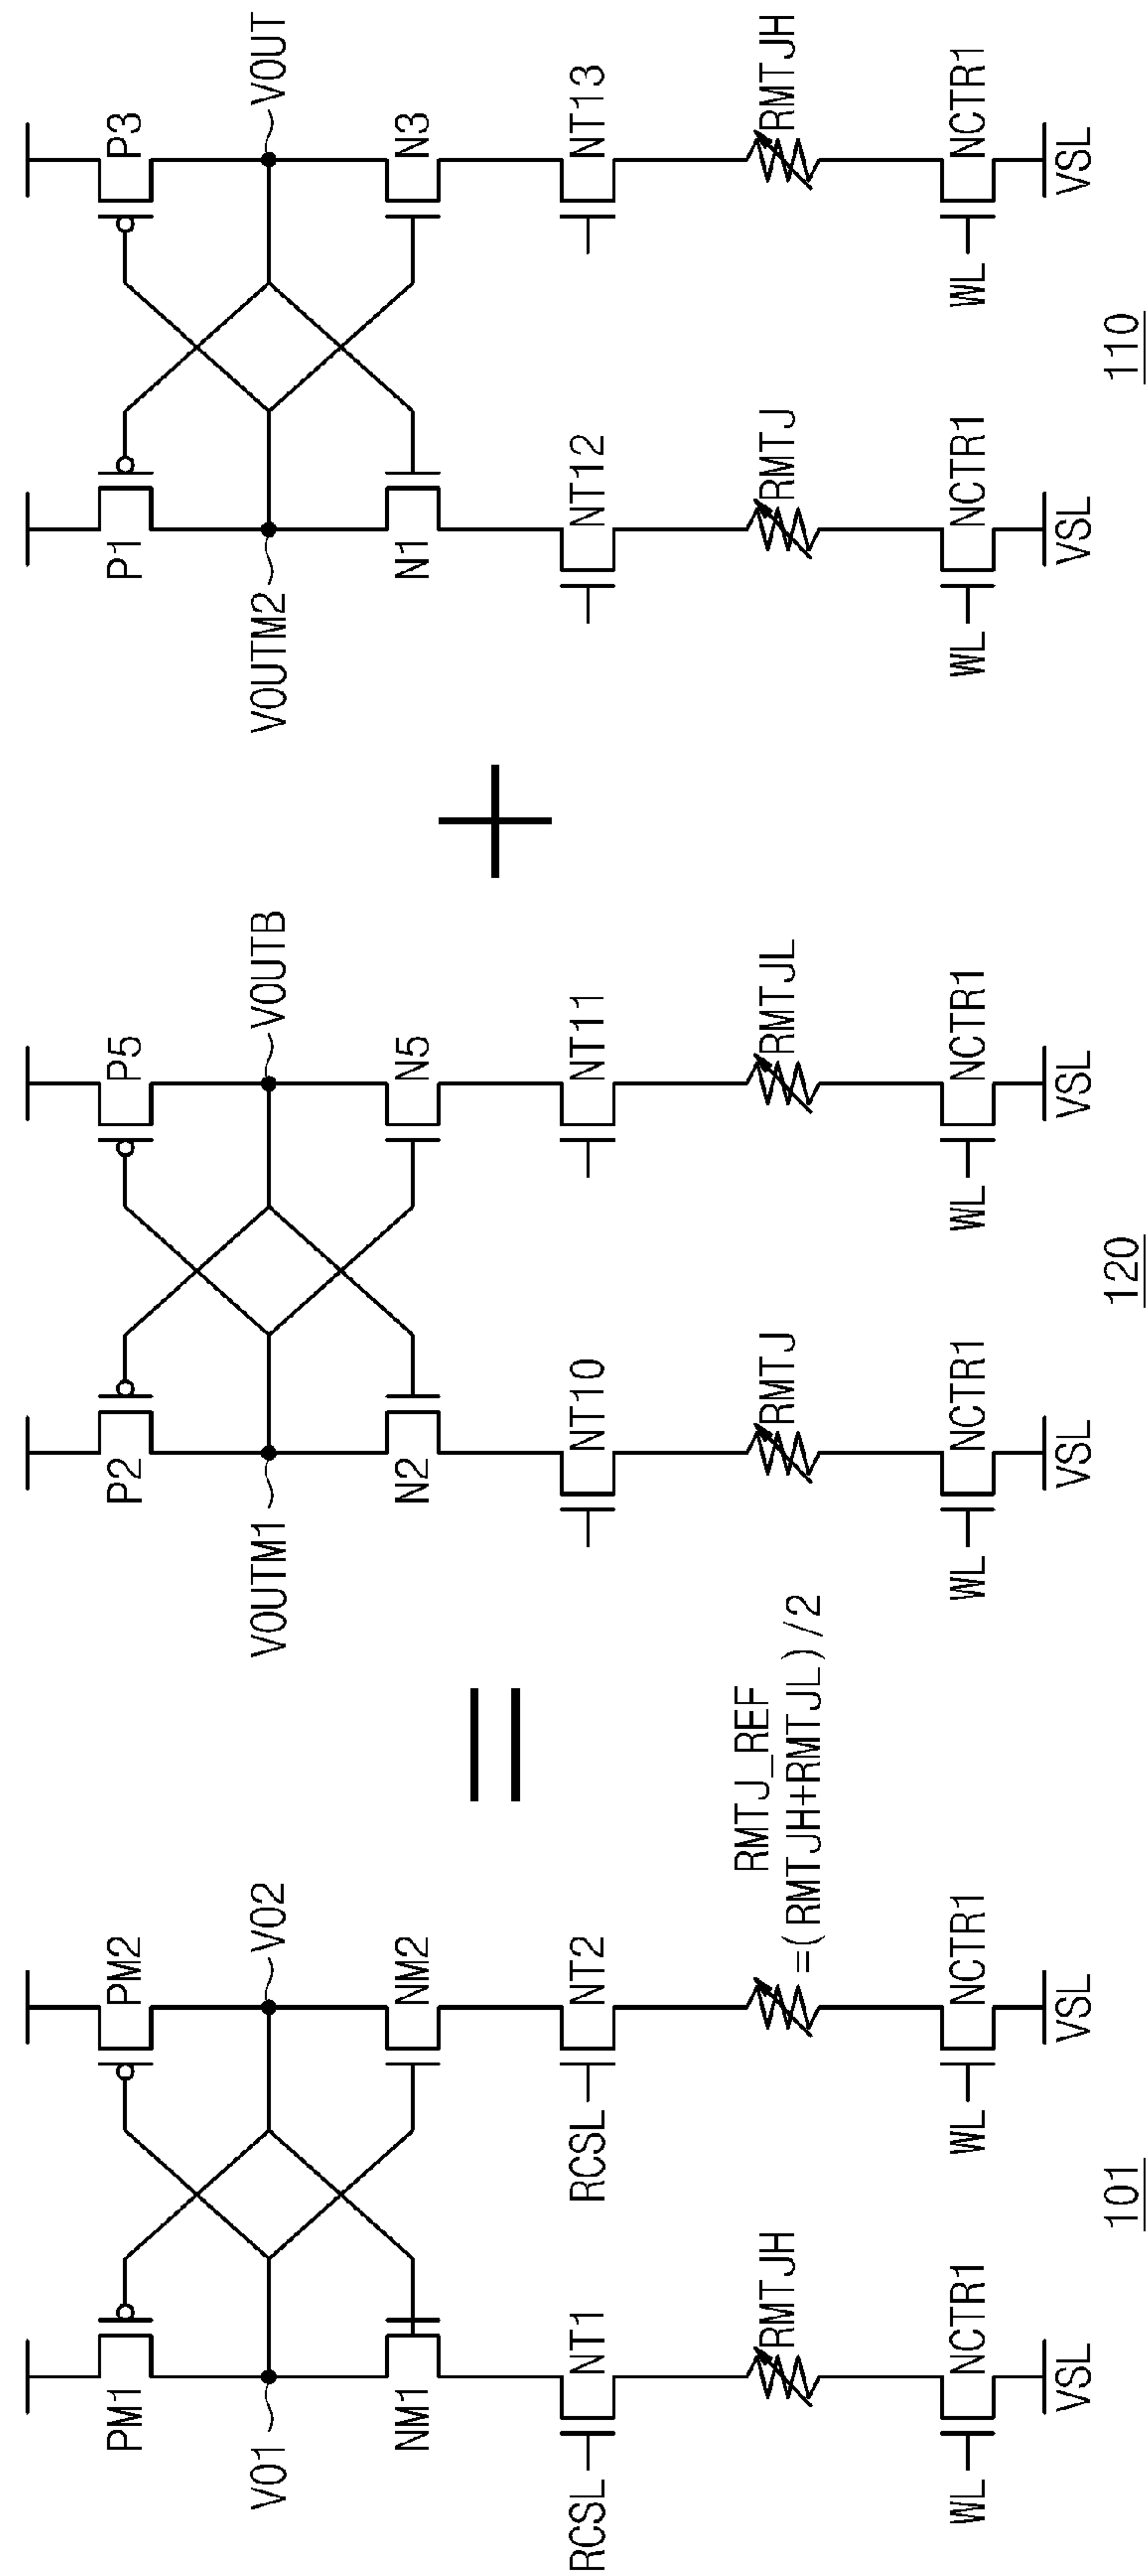 PM1
PM2
VO1
VO2
NM1
NM2
RCSL
NT1
RCSL
NT2
RMTJH
RMTJ_REF
=(RMTJH+RMTJL)/2
WL
NCTR1
WL
NCTR1
VSL
VSL
101
P2
P5
VOUTM1
VOUTB
N2
N5
NT10
NT11
RMTJ
RMTJL
WL
NCTR1
WL
NCTR1
VSL
VSL
120
P1
P3
VOUTM2
VOUT
N1
N3
NT12
NT13
RMTJ
RMTJH
WL
NCTR1
WL
NCTR1
VSL
VSL
110